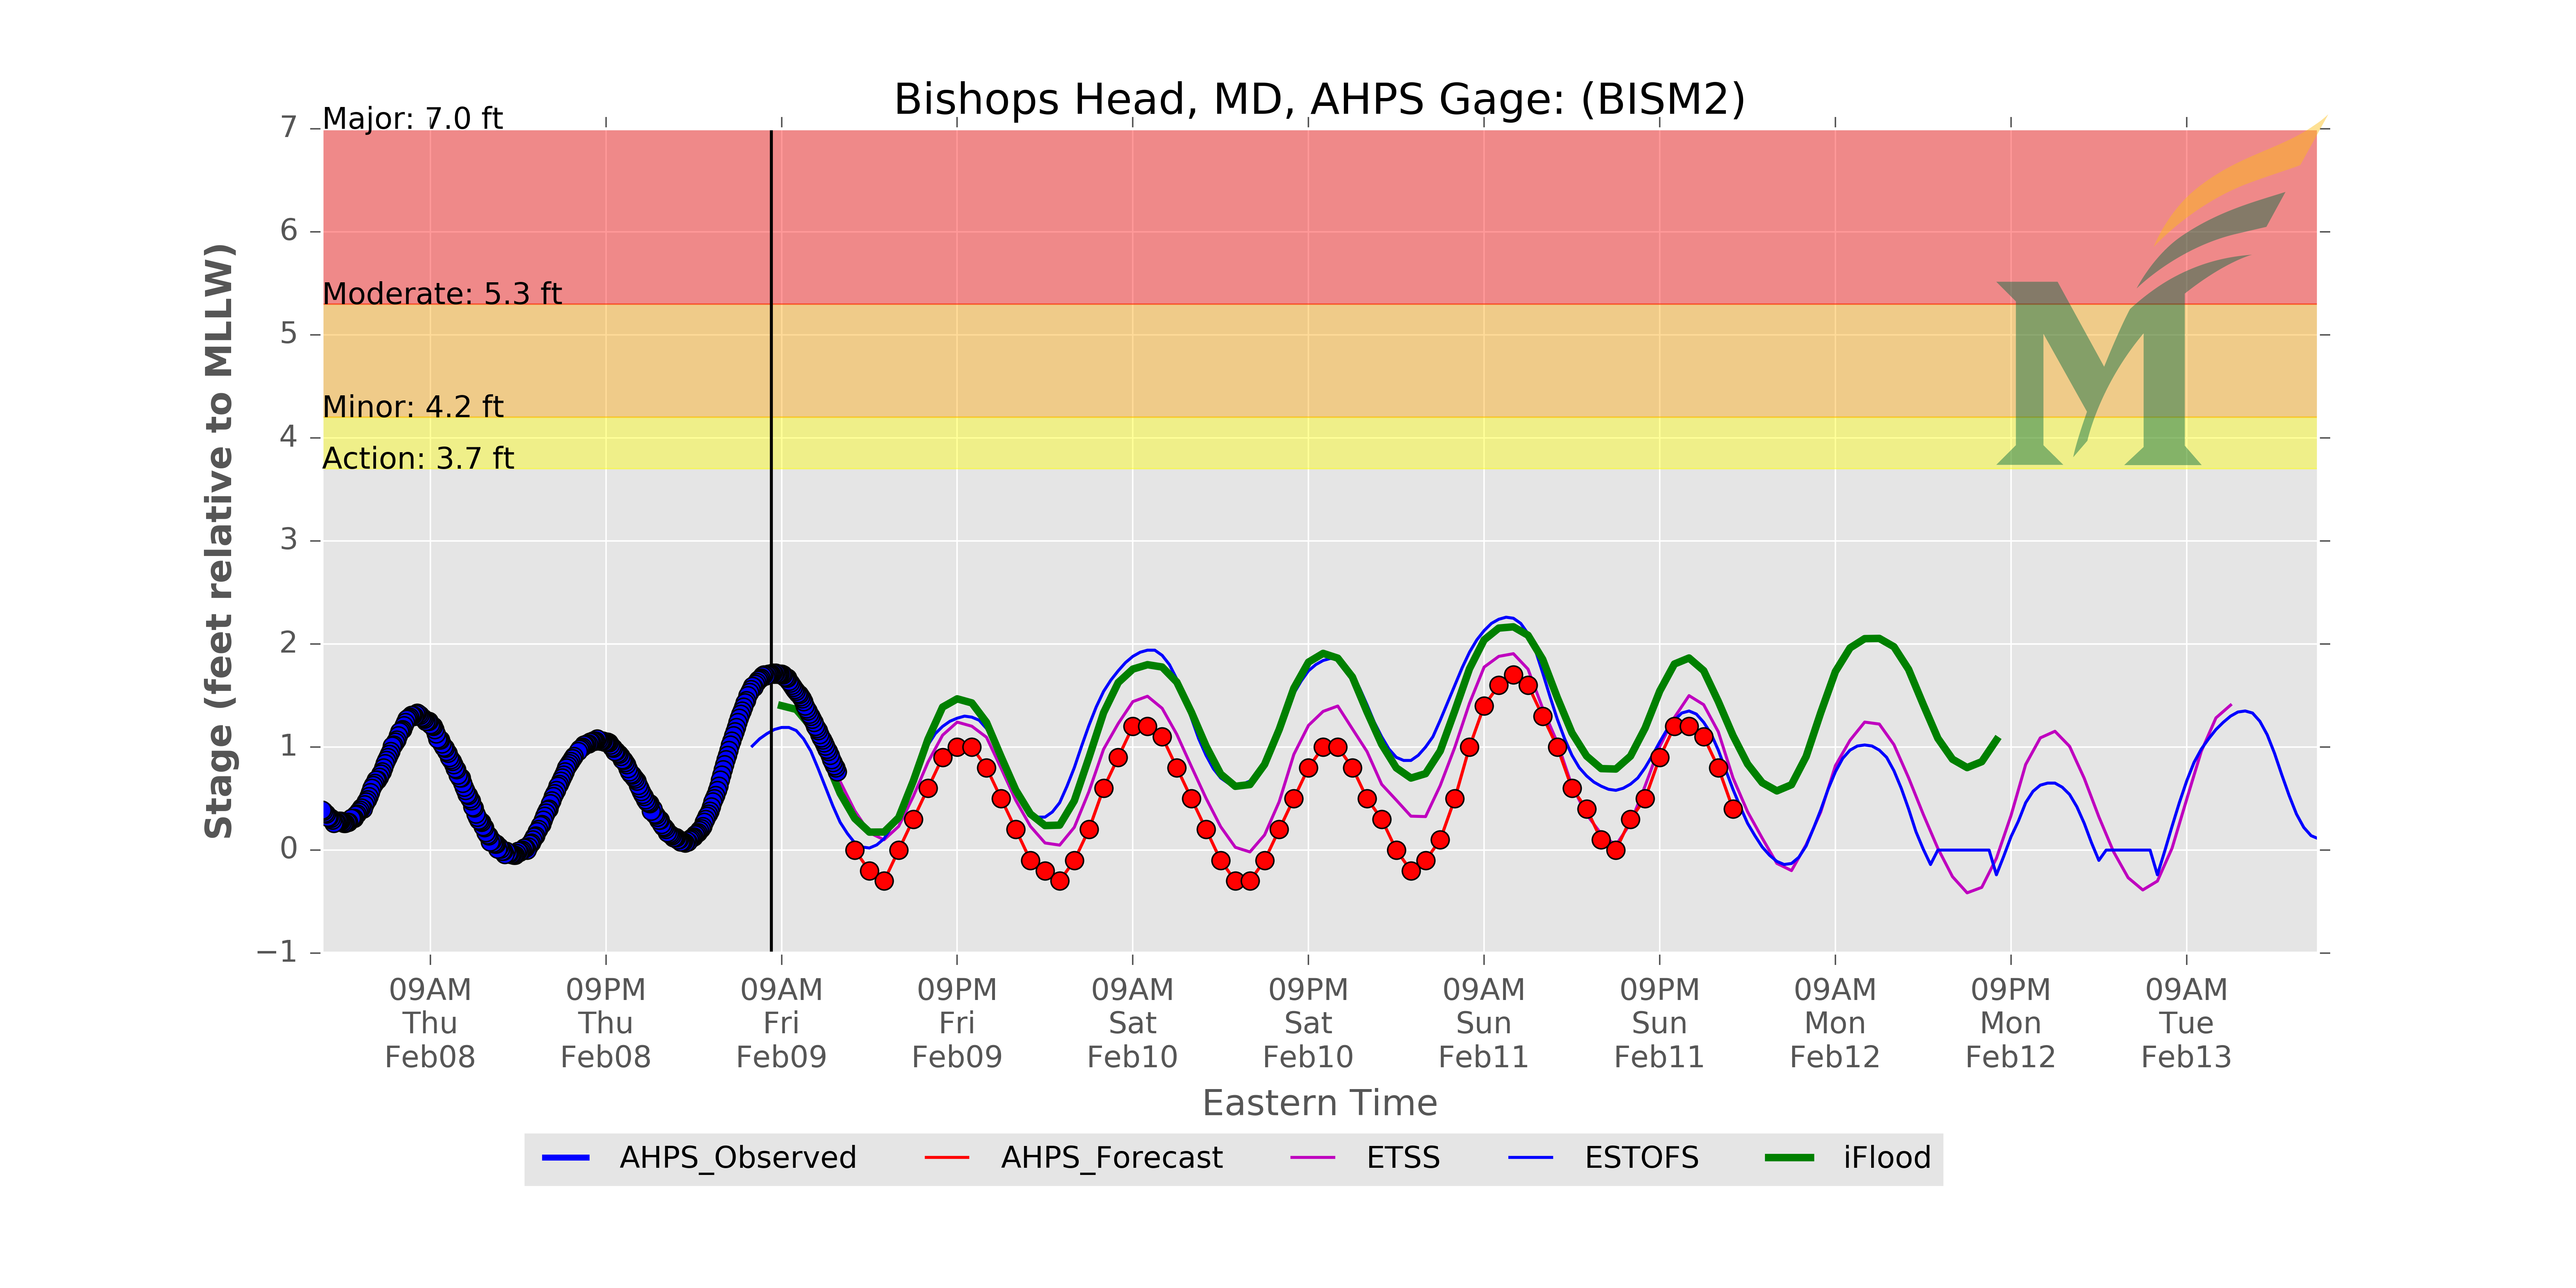 Bishops Head, MD, AHPS Gage: (BISM2)
Major: 7.0 ft
Moderate: 5.3 ft
Minor: 4.2 ft
Action: 3.7 ft
7
6
5
4
3
2
1
0
−1
Stage (feet relative to MLLW)
09AM 09PM 09AM 09PM 09AM 09PM 09AM 09PM 09AM 09PM 09AM
Thu Thu Fri Fri Sat Sat Sun Sun Mon Mon Tue
Feb08 Feb08 Feb09 Feb09 Feb10 Feb10 Feb11 Feb11 Feb12 Feb12 Feb13
Eastern Time
AHPS_Observed AHPS_Forecast ETSS ESTOFS iFlood
M